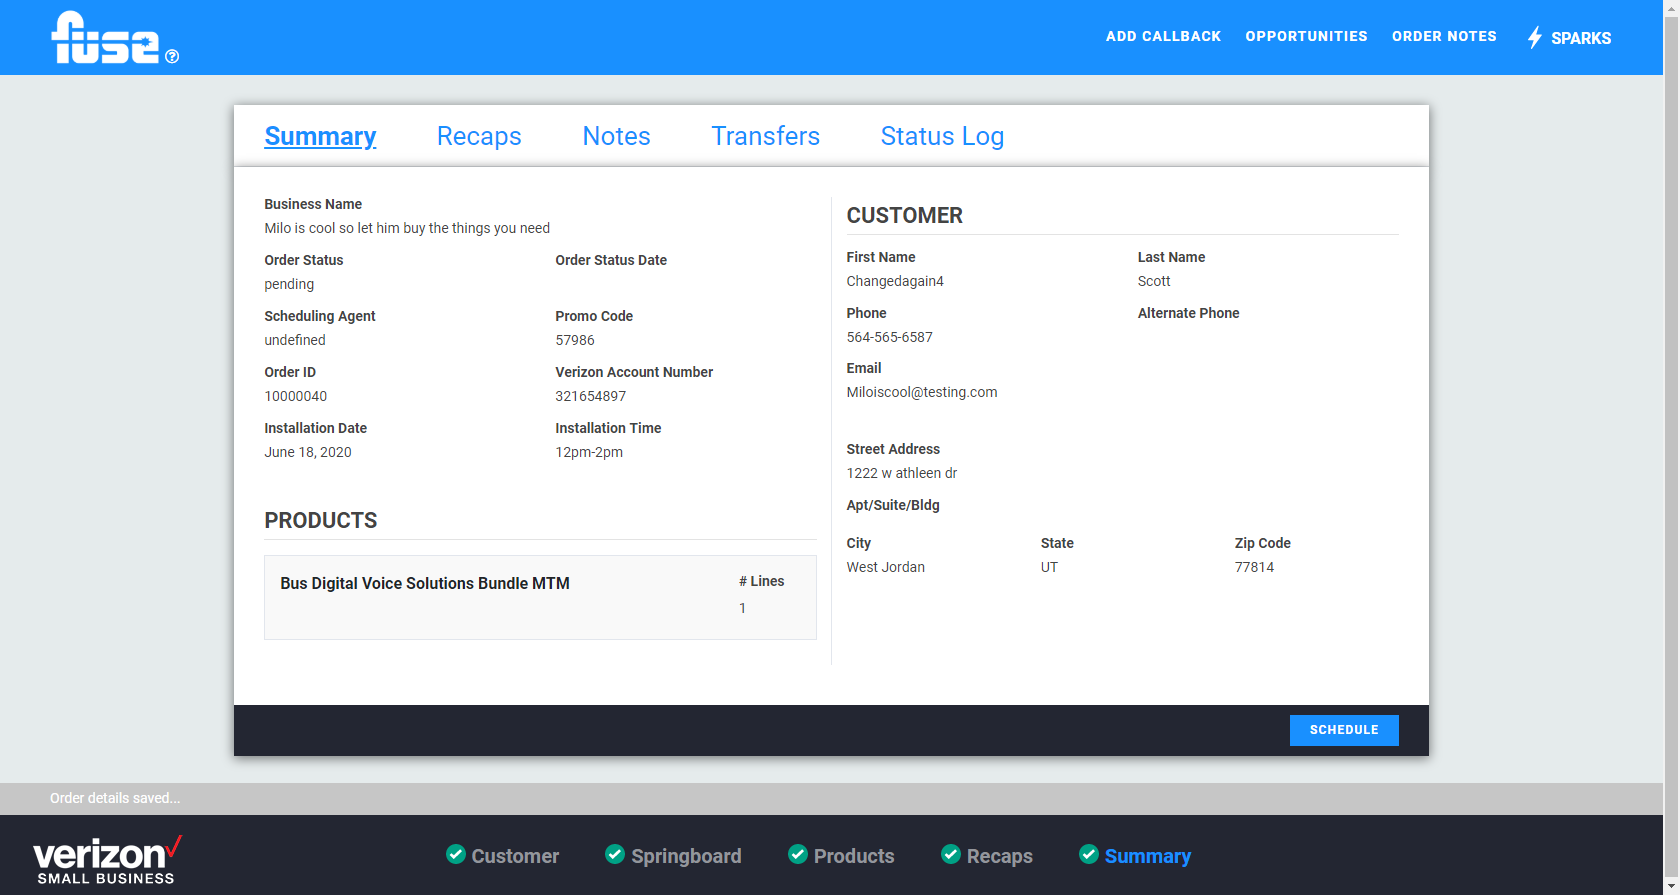 fuse ?
ADD CALLBACK OPPORTUNITIES ORDER NOTES SPARKS
Summary Recaps Notes Transfers Status Log
Business Name
Milo is cool so let him buy the things you need
Order Status Order Status Date
pending
Scheduling Agent Promo Code
undefined 57986
Order ID Verizon Account Number
10000040 321654897
Installation Date Installation Time
June 18, 2020 12pm-2pm
PRODUCTS
Bus Digital Voice Solutions Bundle MTM # Lines
1
CUSTOMER
First Name Last Name
Changedagain4 Scott
Phone Alternate Phone
564-565-6587
Email
Miloiscool@testing.com
Street Address
1222 w athleen dr
Apt/Suite/Bldg
City State Zip Code
West Jordan UT 77814
SCHEDULE
Order details saved...
verizon
SMALL BUSINESS
Customer Springboard Products Recaps Summary